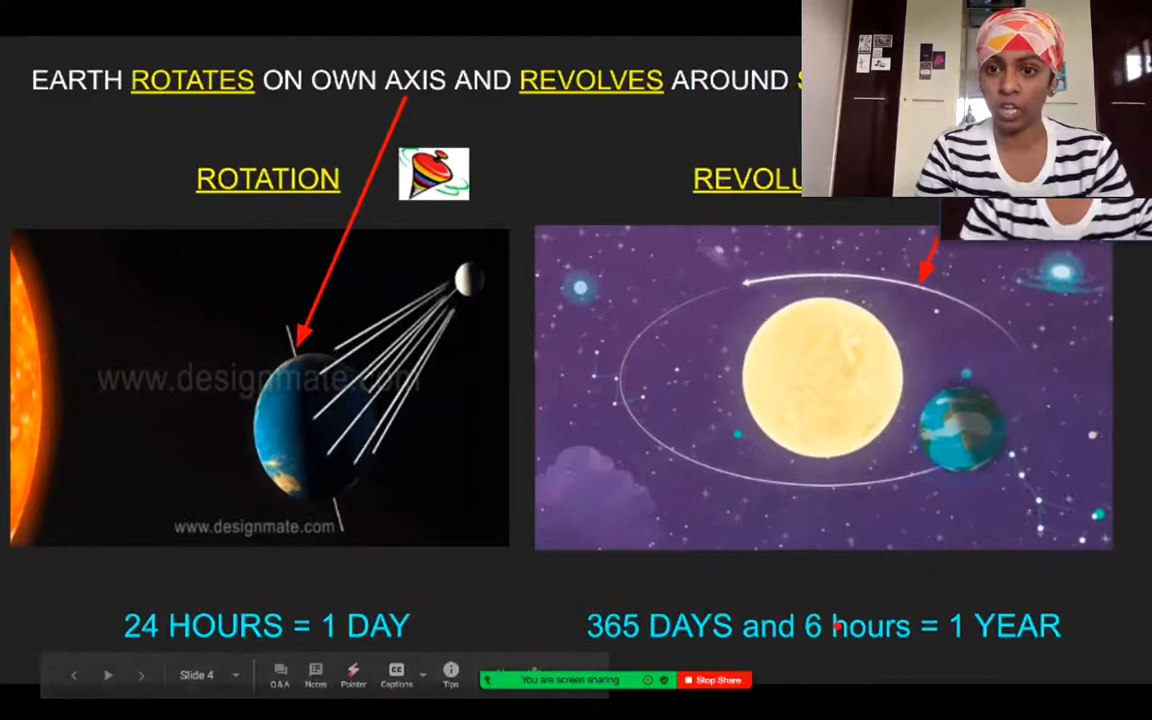 EARTH ROTATES ON OWN AXIS AND REVOLVES AROUND
ROTATION
REVOLU
www.designmate.com
www.designmate.com
24 HOURS = 1 DAY
365 DAYS and 6 hours = 1 YEAR
Slide 4
Q&A
Notes
Pointer
Captions
Tips
You are screen sharing
Stop Share